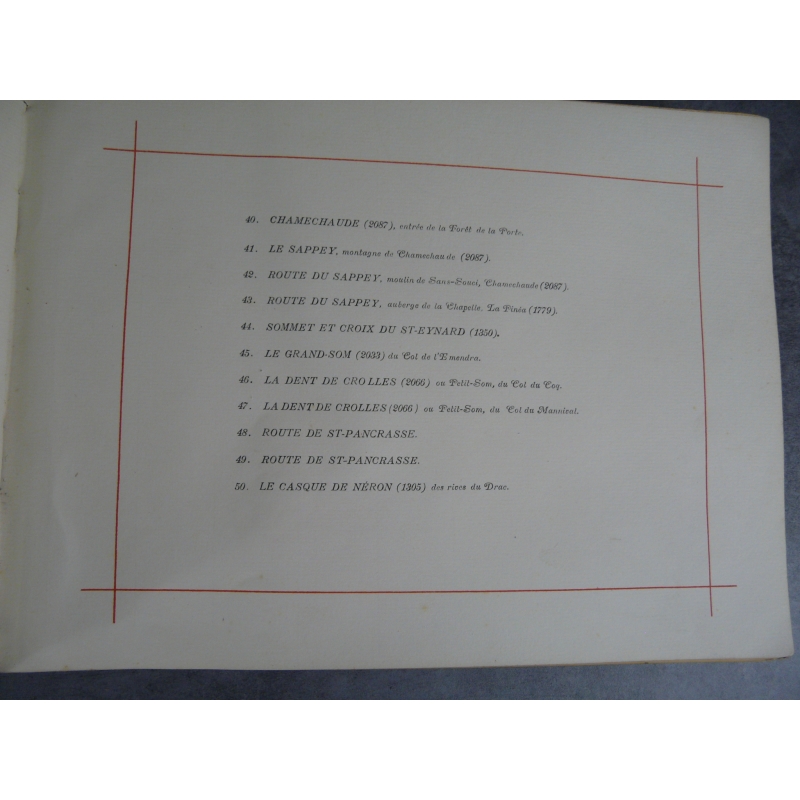 40. CHAMECHAUDE (2087), entrée de la Forêt de la Porte.
41. LE SAPPEY, montagne de Chamechaude (2087).
42. ROUTE DU SAPPEY, moulin de Sans-Souci, Chamechaude (2087).
43. ROUTE DU SAPPEY, auberge de la Chapelle. La Pinéa (1779).
44. SOMMET ET CROIX DU ST-EYNARD (1350).
45. LE GRAND-SOM (2033) du Col de l'Emendra.
46. LA DENT DE CROLLES (2066) ou Petit-Som, du Col du Coq.
47. LA DENT DE CROLLES (2066) ou Petit-Som, du Col du Mannival.
48. ROUTE DE ST-PANCRASSE.
49. ROUTE DE ST-PANCRASSE.
50. LE CASQUE DE NÉRON (1305) des rives du Drac.